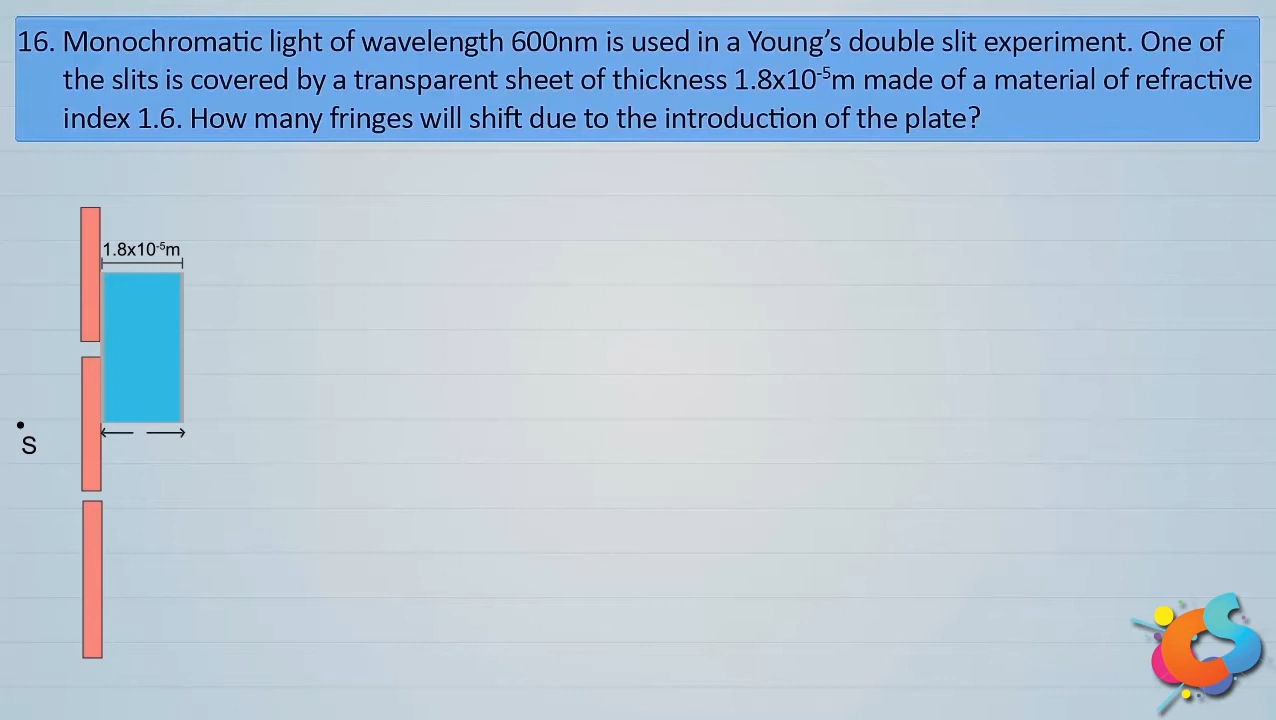 16. Monochromatic light of wavelength 600nm is used in a Young’s double slit experiment. One of
the slits is covered by a transparent sheet of thickness 1.8x10⁻⁵m made of a material of refractive
index 1.6. How many fringes will shift due to the introduction of the plate?
1.8x10⁻⁵m
S
CS